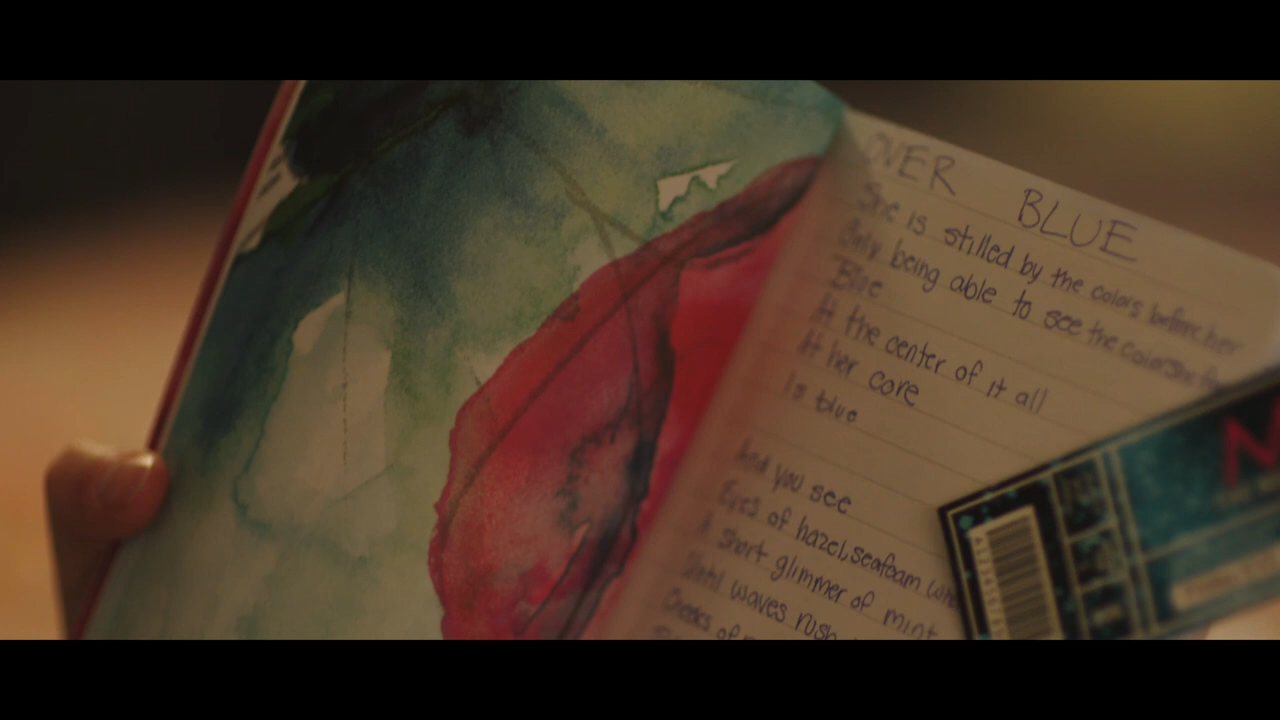 OVER BLUE
She is stilled by the colors before her
Only being able to see the colors
Blue
At the center of it all
At her core
Is blue
And you see
Eyes of hazel, seafoam
A short glimmer of mint
Until waves rush
Cheeks of